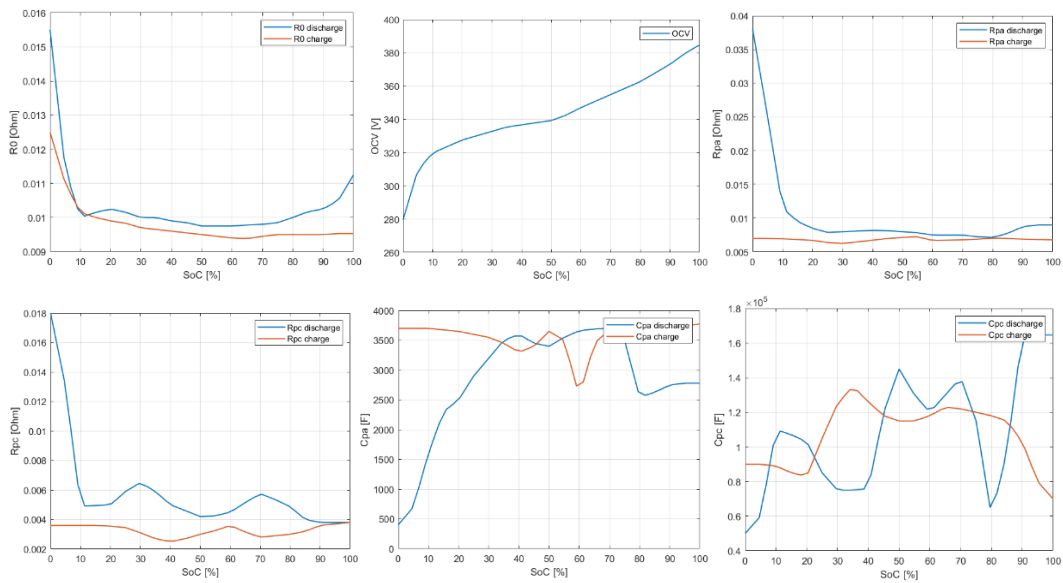 0.016
0.015
0.014
0.013
0.012
0.011
0.01
0.009
R0 [Ohm]
0 10 20 30 40 50 60 70 80 90 100
SoC [%]
R0 discharge
R0 charge
400
380
360
340
320
300
280
260
OCV [V]
0 10 20 30 40 50 60 70 80 90 100
SoC [%]
OCV
0.04
0.035
0.03
0.025
0.02
0.015
0.01
0.005
Rpa [Ohm]
0 10 20 30 40 50 60 70 80 90 100
SoC [%]
Rpa discharge
Rpa charge
0.018
0.016
0.014
0.012
0.01
0.008
0.006
0.004
0.002
Rpc [Ohm]
0 10 20 30 40 50 60 70 80 90 100
SoC [%]
Rpc discharge
Rpc charge
4000
3500
3000
2500
2000
1500
1000
500
0
Cpa [F]
0 10 20 30 40 50 60 70 80 90 100
SoC [%]
Cpa discharge
Cpa charge
× 10⁵
1.8
1.6
1.4
1.2
1
0.8
0.6
0.4
Cpc [F]
0 10 20 30 40 50 60 70 80 90 100
SoC [%]
Cpc discharge
Cpc charge